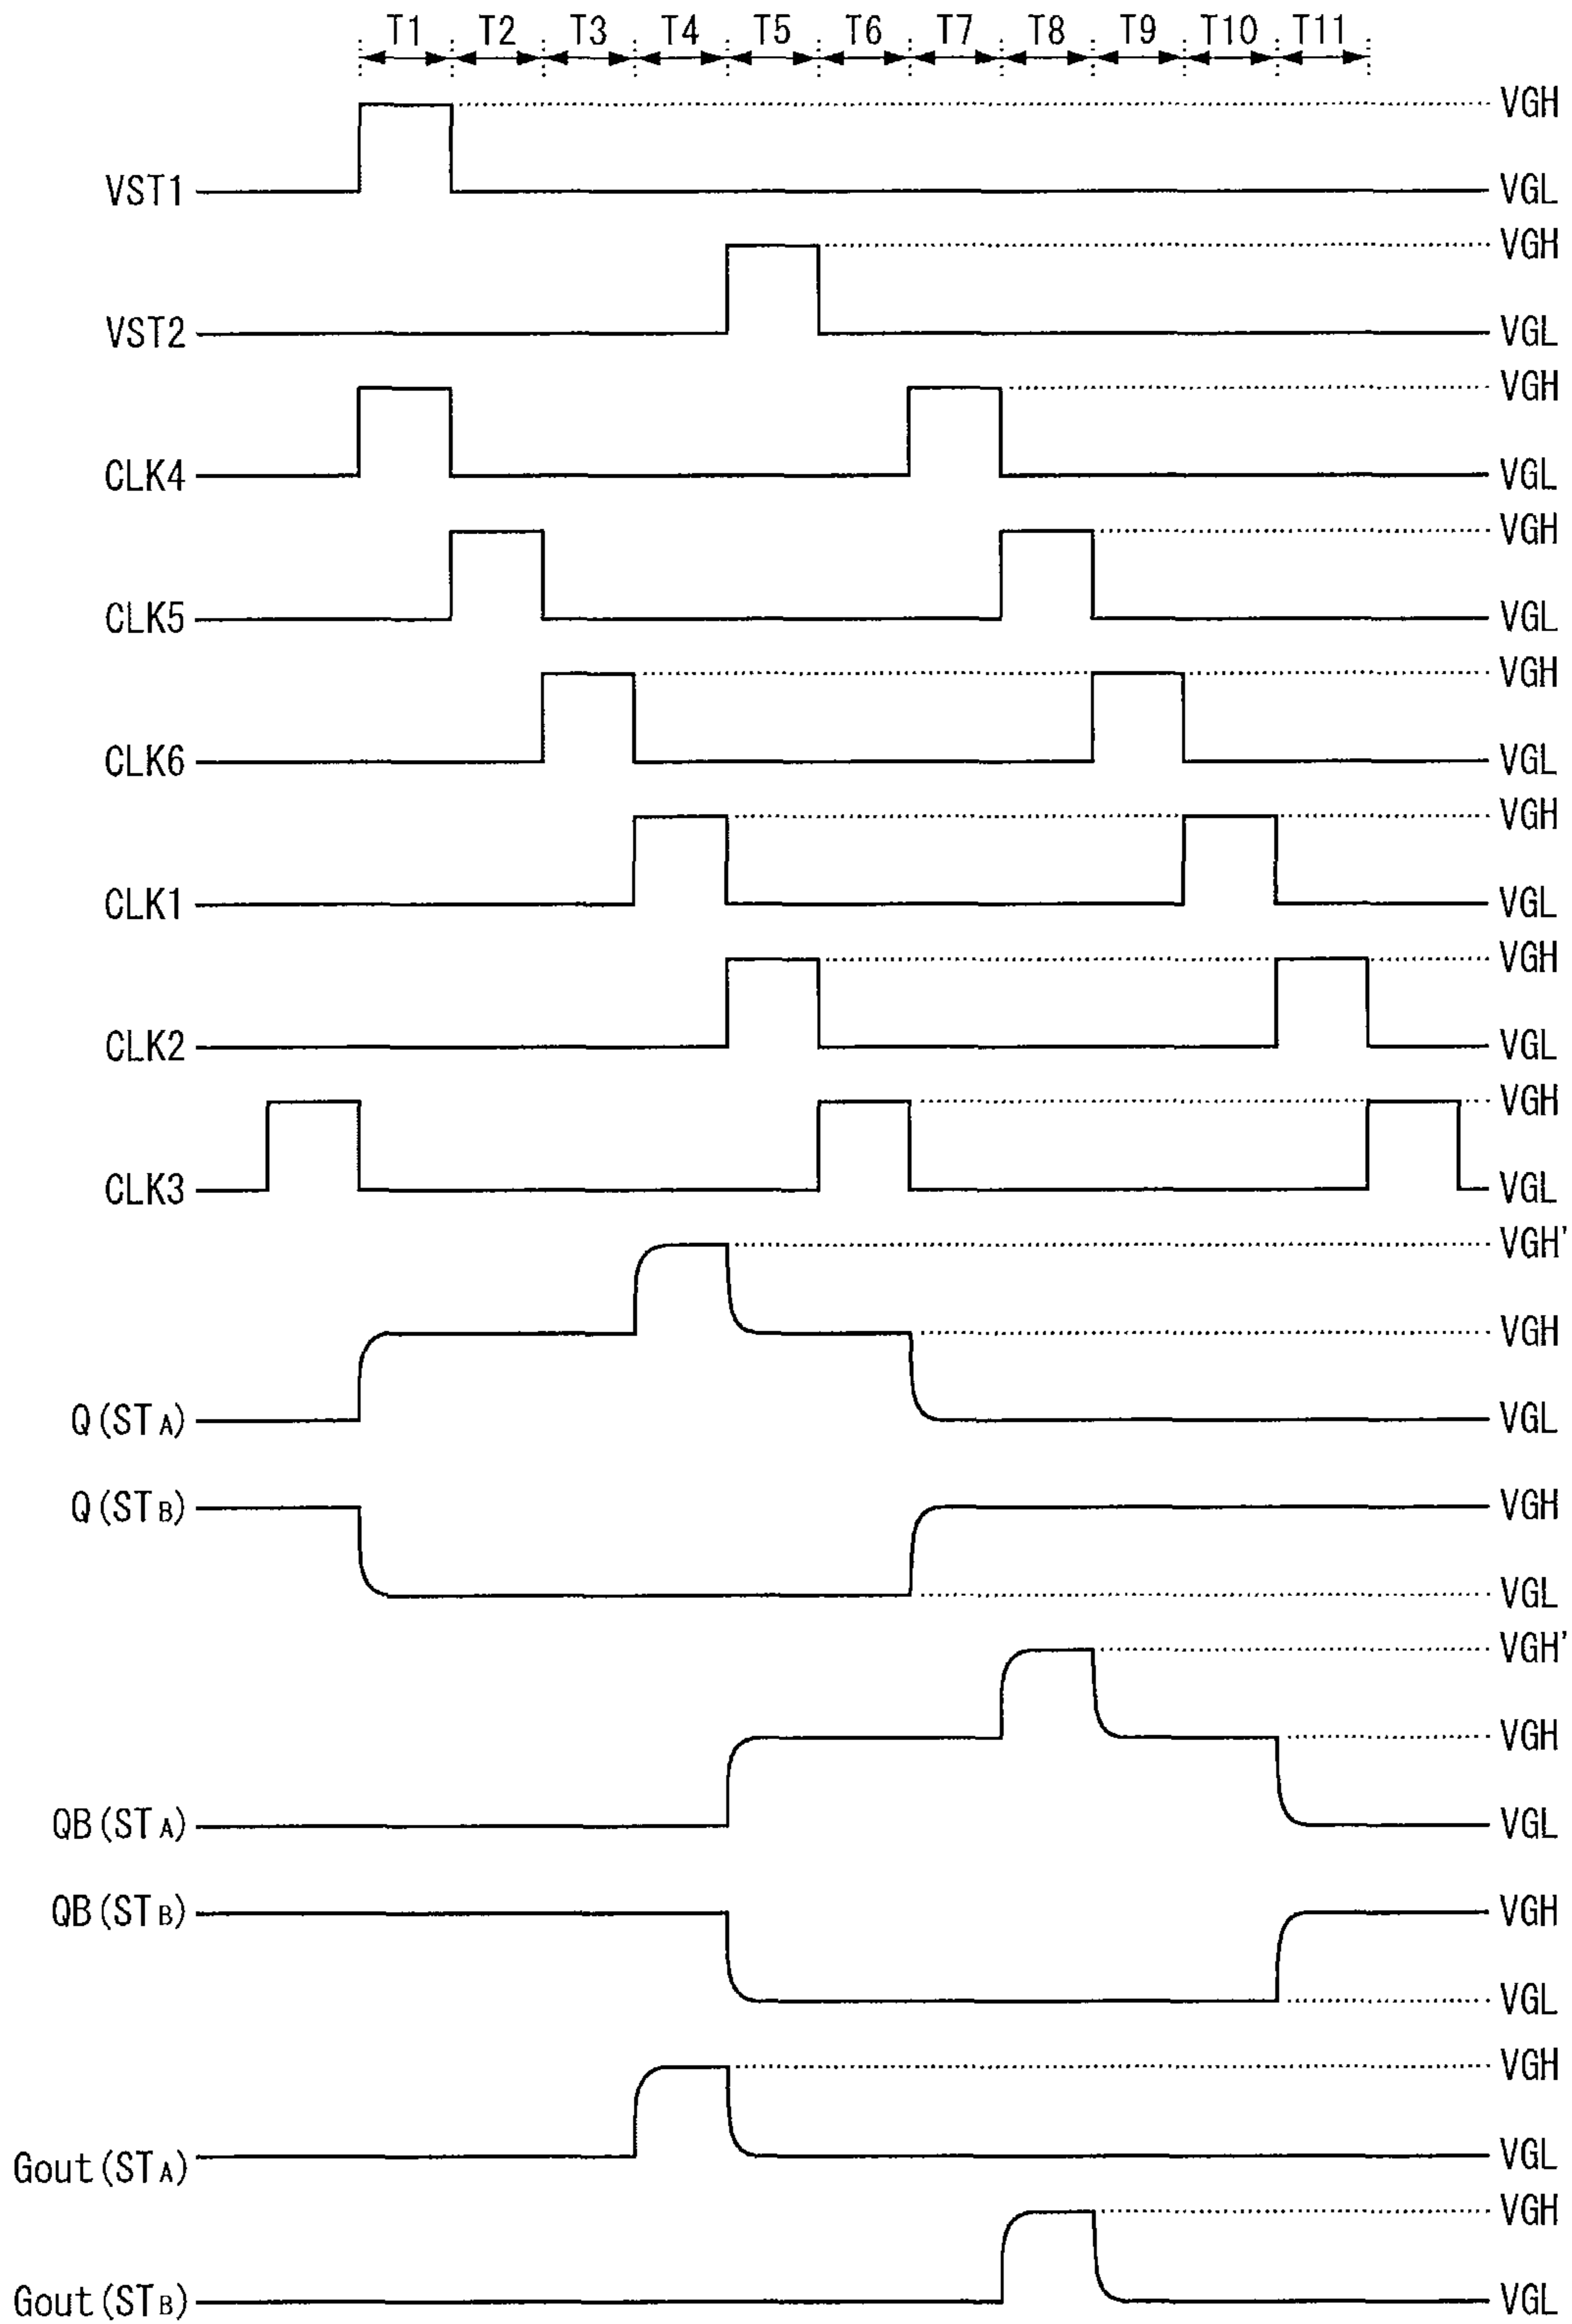 T1 T2 T3 T4 T5 T6 T7 T8 T9 T10 T11
VGH
VST1 VGL
VGH
VST2 VGL
VGH
CLK4 VGL
VGH
CLK5 VGL
VGH
CLK6 VGL
VGH
CLK1 VGL
VGH
CLK2 VGL
VGH
CLK3 VGL
VGH'
VGH
Q(STA) VGL
Q(STB) VGH
VGL
VGH'
VGH
QB(STA) VGL
QB(STB) VGH
VGL
VGH
Gout(STA) VGL
VGH
Gout(STB) VGL